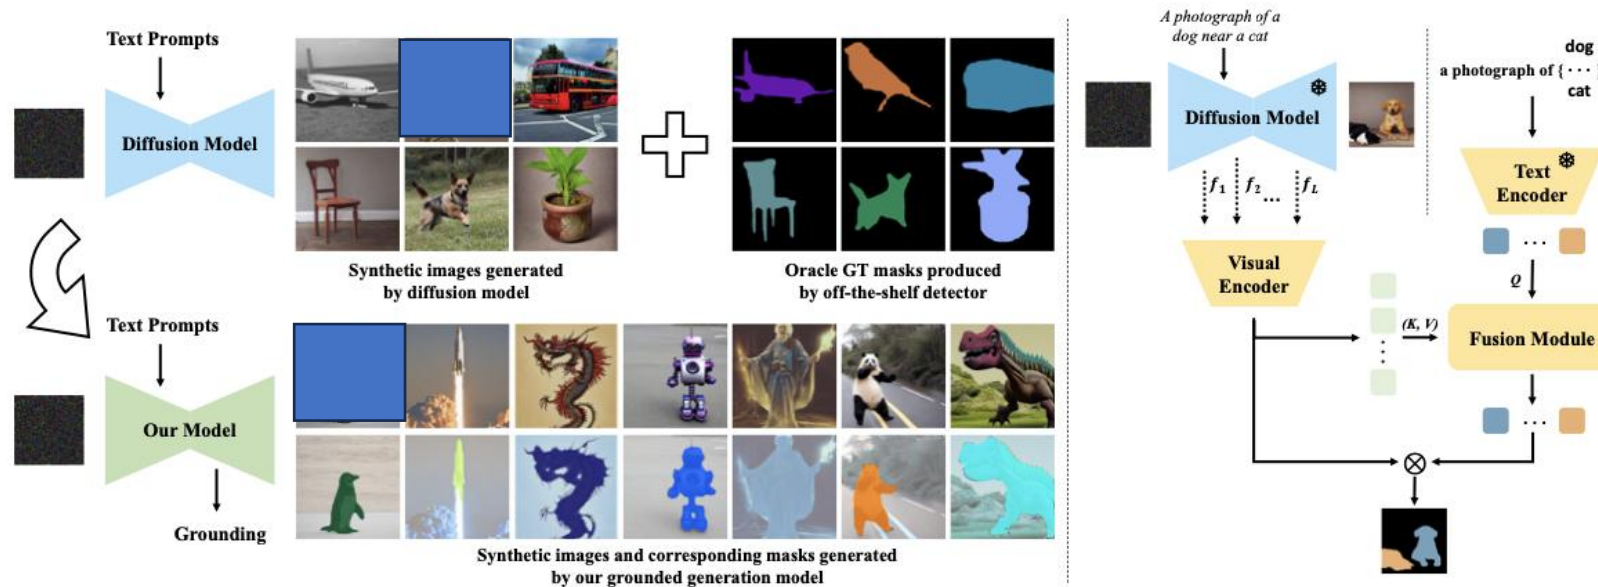 Text Prompts
Diffusion Model
Synthetic images generated
by diffusion model
Oracle GT masks produced
by off-the-shelf detector
Text Prompts
Our Model
Grounding
Synthetic images and corresponding masks generated
by our grounded generation model
A photograph of a
dog near a cat
Diffusion Model
f1
f2
...
fL
Visual
Encoder
dog
a photograph of { ... }
cat
Text
Encoder
...
Q
(K, V)
Fusion Module
...